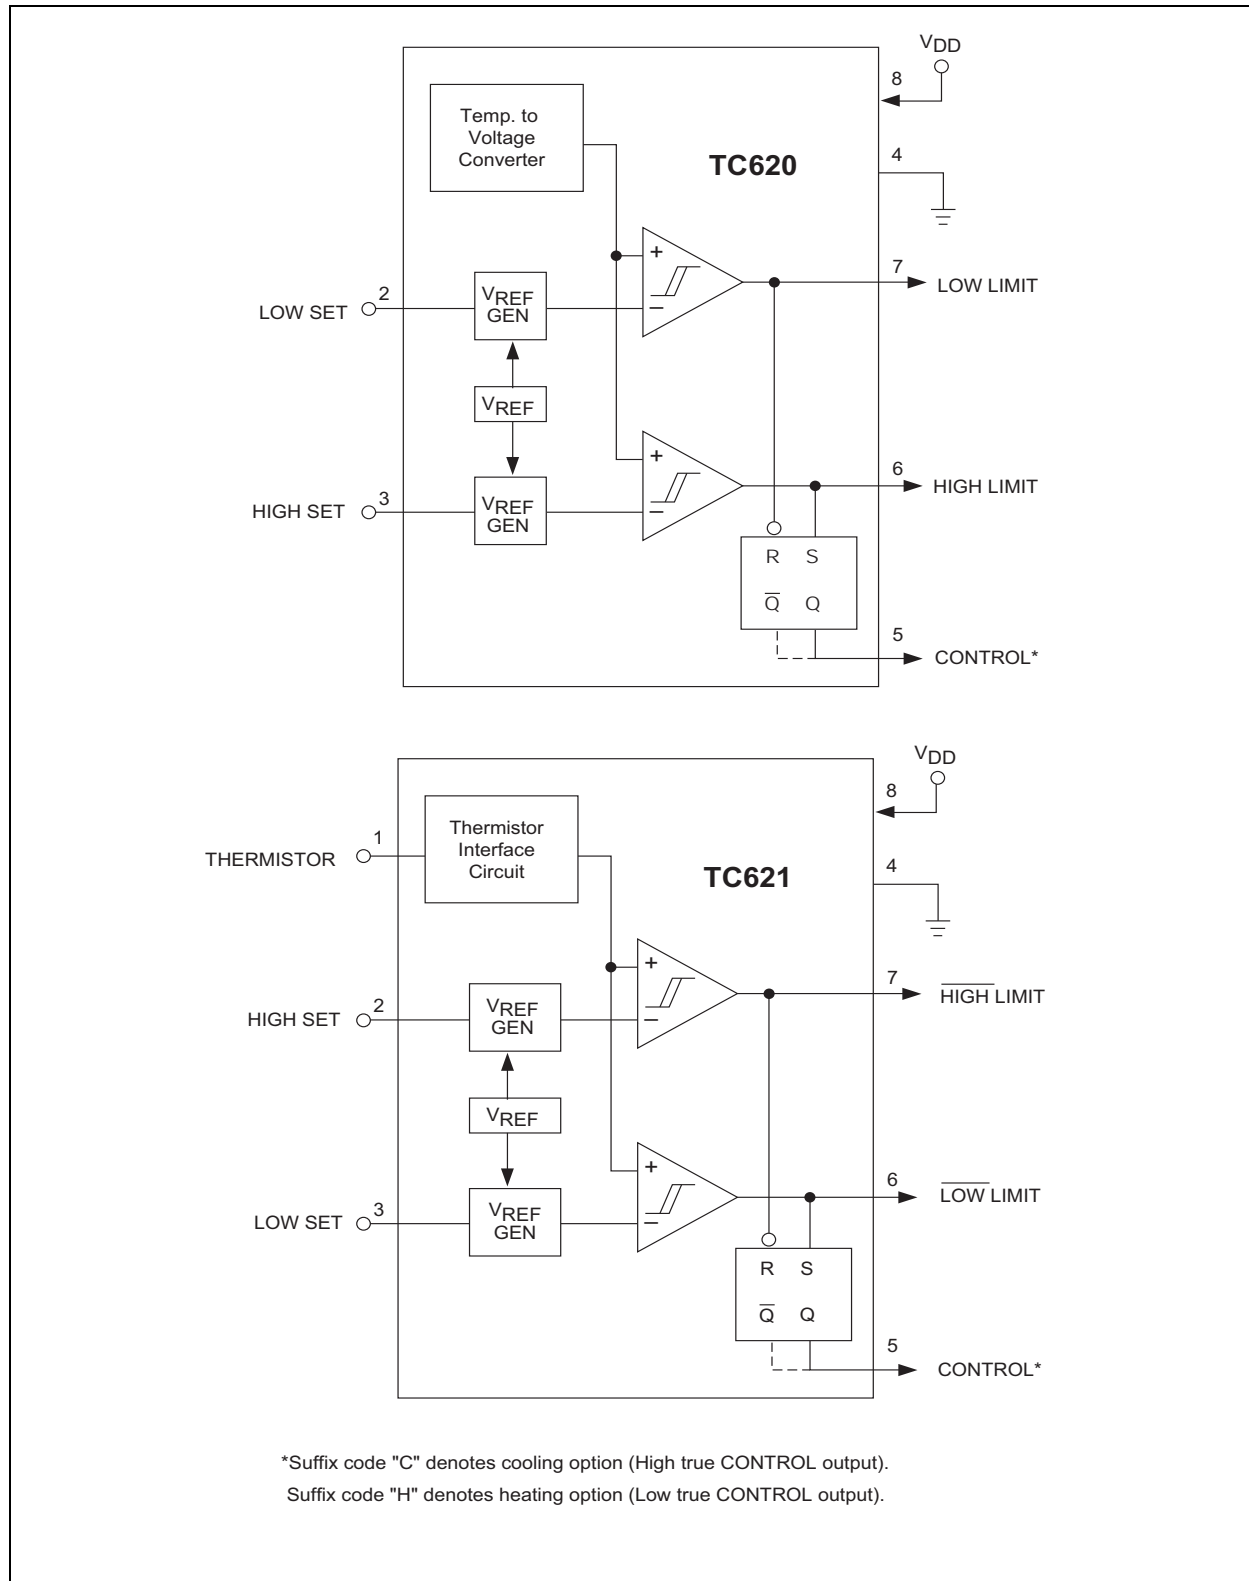 VDD
8
Temp. to
Voltage
Converter
TC620
4
7
LOW LIMIT
LOW SET
2
VREF
GEN
+
–
VREF
+
–
6
HIGH LIMIT
HIGH SET
3
VREF
GEN
R S
Q̅ Q
5
CONTROL*
VDD
8
THERMISTOR
1
Thermistor
Interface
Circuit
TC621
4
7
H̅I̅G̅H̅ LIMIT
HIGH SET
2
VREF
GEN
+
–
VREF
+
–
6
L̅O̅W̅ LIMIT
LOW SET
3
VREF
GEN
R S
Q̅ Q
5
CONTROL*
*Suffix code "C" denotes cooling option (High true CONTROL output).
Suffix code "H" denotes heating option (Low true CONTROL output).